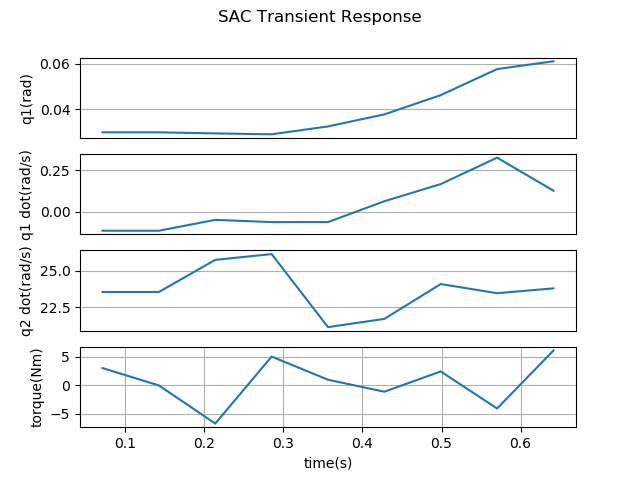 SAC Transient Response
0.06
0.04
q1(rad)
0.25
0.00
q1 dot(rad/s)
25.0
22.5
q2 dot(rad/s)
5
0
−5
torque(Nm)
0.1 0.2 0.3 0.4 0.5 0.6
time(s)